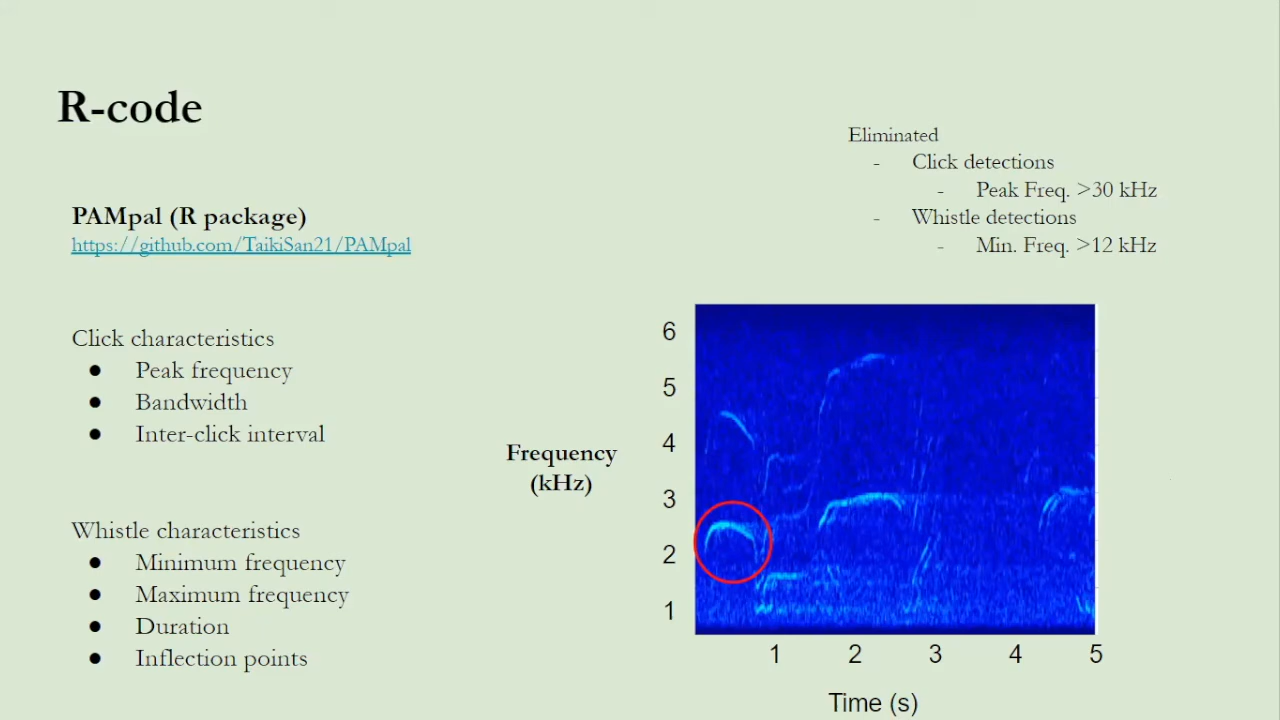 R-code
PAMpal (R package)
https://github.com/TaikiSan21/PAMpal
Click characteristics
● Peak frequency
● Bandwidth
● Inter-click interval
Whistle characteristics
● Minimum frequency
● Maximum frequency
● Duration
● Inflection points
Eliminated
- Click detections
- Peak Freq. >30 kHz
- Whistle detections
- Min. Freq. >12 kHz
Frequency
(kHz)
6
5
4
3
2
1
1 2 3 4 5
Time (s)